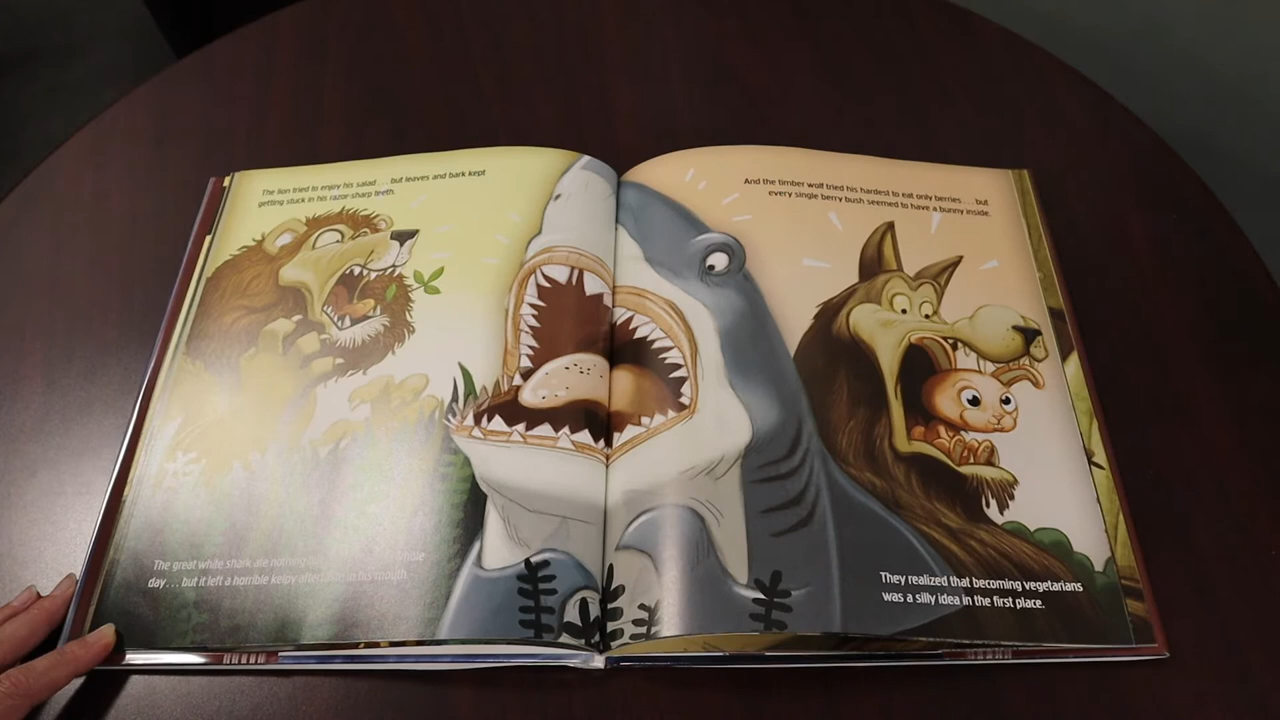 The lion tried to enjoy his salad . . . but leaves and bark kept
getting stuck in his razor-sharp teeth.
The great white shark ate nothing
day . . . but it left a horrible kelpy in his mouth
And the timber wolf tried his hardest to eat only berries . . . but
every single berry bush seemed to have a bunny inside.
They realized that becoming vegetarians
was a silly idea in the first place.